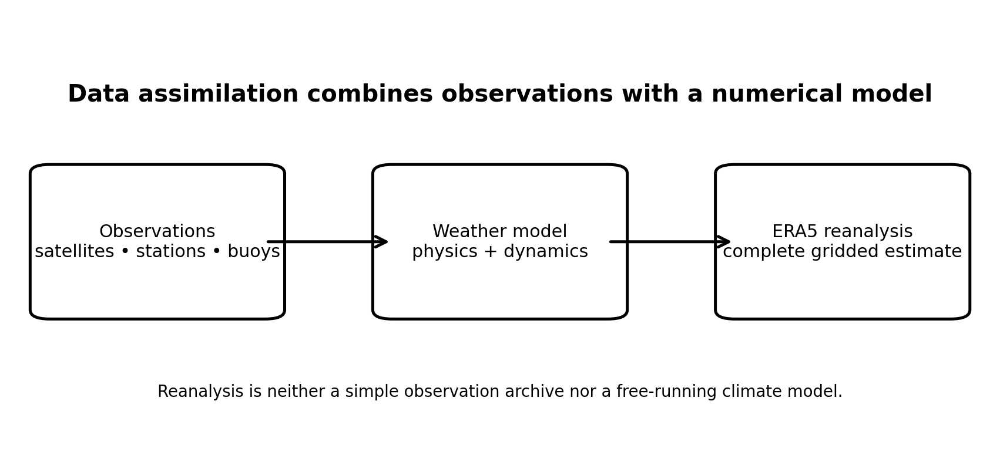 Data assimilation combines observations with a numerical model
Observations
satellites • stations • buoys
Weather model
physics + dynamics
ERA5 reanalysis
complete gridded estimate
Reanalysis is neither a simple observation archive nor a free-running climate model.